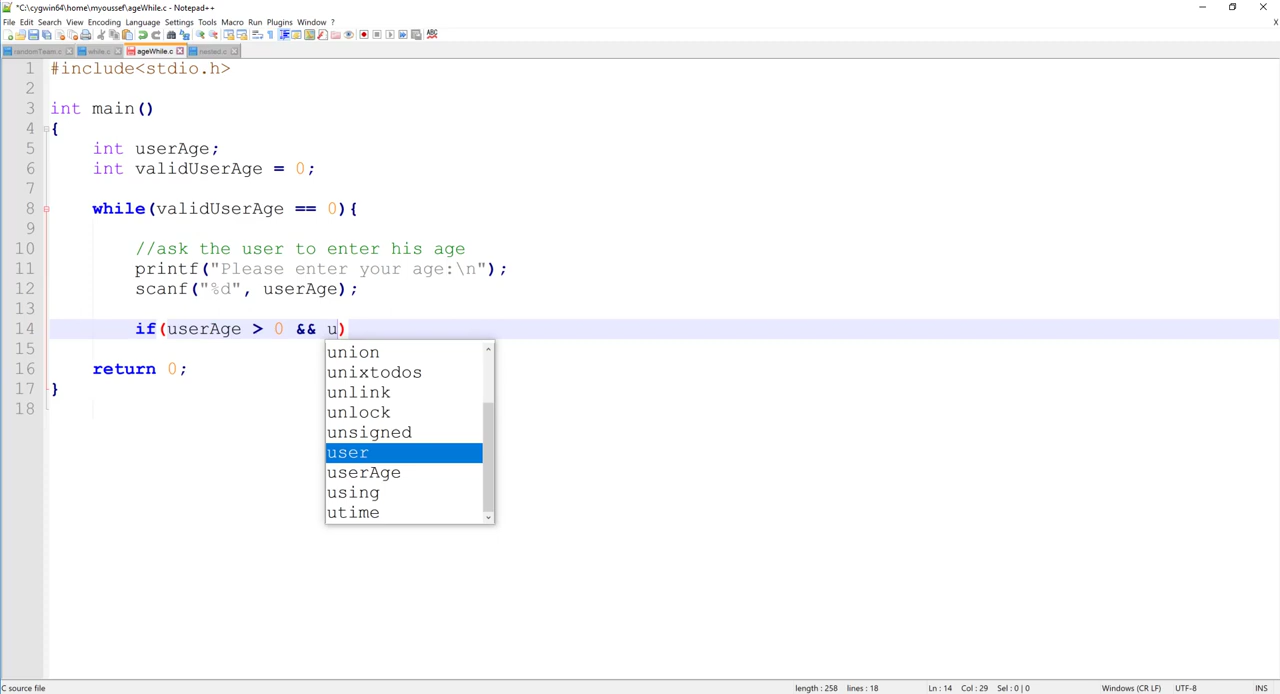 *C:\cygwin64\home\myoussef\ageWhile.c - Notepad++
File Edit Search View Encoding Language Settings Tools Macro Run Plugins Window ?
randomTeam.c while.c ageWhile.c nested.c
1 #include<stdio.h>
2
3 int main()
4 {
5 int userAge;
6 int validUserAge = 0;
7
8 while(validUserAge == 0){
9
10 //ask the user to enter his age
11 printf("Please enter your age:\n");
12 scanf("%d", userAge);
13
14 if(userAge > 0 && u)
15
16 return 0;
17 }
18
union
unixtodos
unlink
unlock
unsigned
user
userAge
using
utime
C source file length : 258 lines : 18 Ln : 14 Col : 29 Sel : 0 | 0 Windows (CR LF) UTF-8 INS